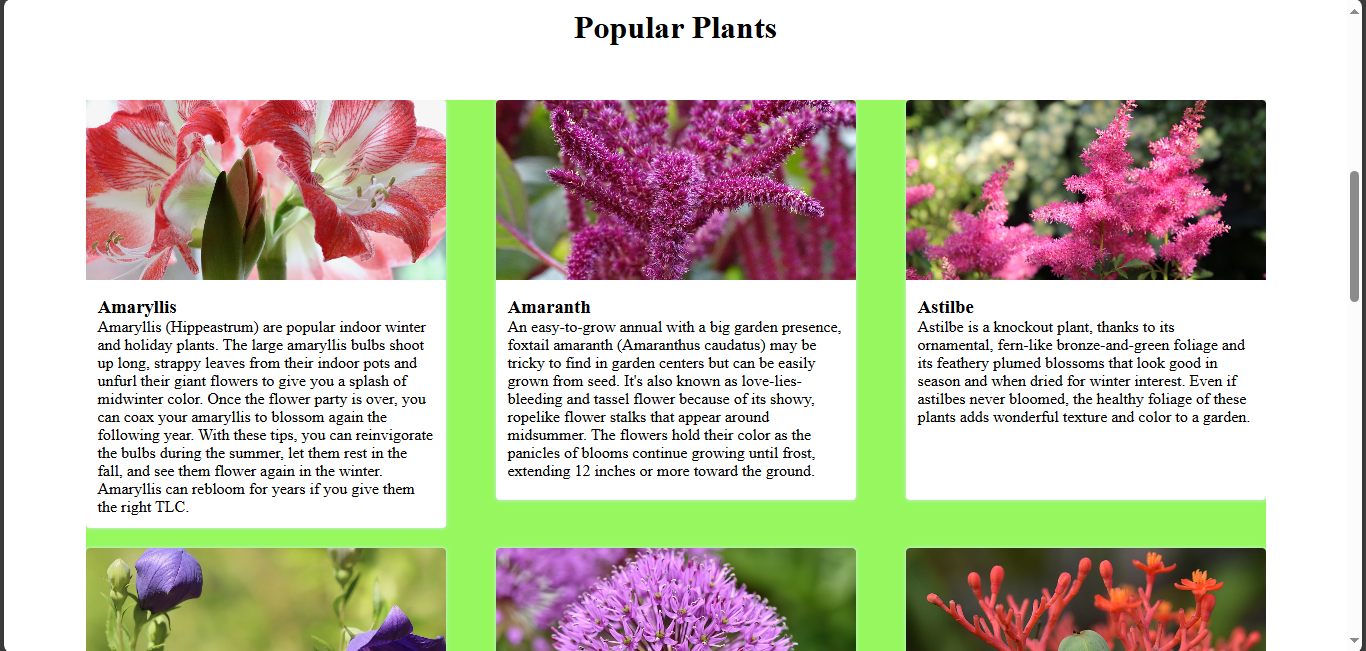 Popular Plants
Amaryllis
Amaryllis (Hippeastrum) are popular indoor winter
and holiday plants. The large amaryllis bulbs shoot
up long, strappy leaves from their indoor pots and
unfurl their giant flowers to give you a splash of
midwinter color. Once the flower party is over, you
can coax your amaryllis to blossom again the
following year. With these tips, you can reinvigorate
the bulbs during the summer, let them rest in the
fall, and see them flower again in the winter.
Amaryllis can rebloom for years if you give them
the right TLC.
Amaranth
An easy-to-grow annual with a big garden presence,
foxtail amaranth (Amaranthus caudatus) may be
tricky to find in garden centers but can be easily
grown from seed. It's also known as love-lies-
bleeding and tassel flower because of its showy,
ropelike flower stalks that appear around
midsummer. The flowers hold their color as the
panicles of blooms continue growing until frost,
extending 12 inches or more toward the ground.
Astilbe
Astilbe is a knockout plant, thanks to its
ornamental, fern-like bronze-and-green foliage and
its feathery plumed blossoms that look good in
season and when dried for winter interest. Even if
astilbes never bloomed, the healthy foliage of these
plants adds wonderful texture and color to a garden.